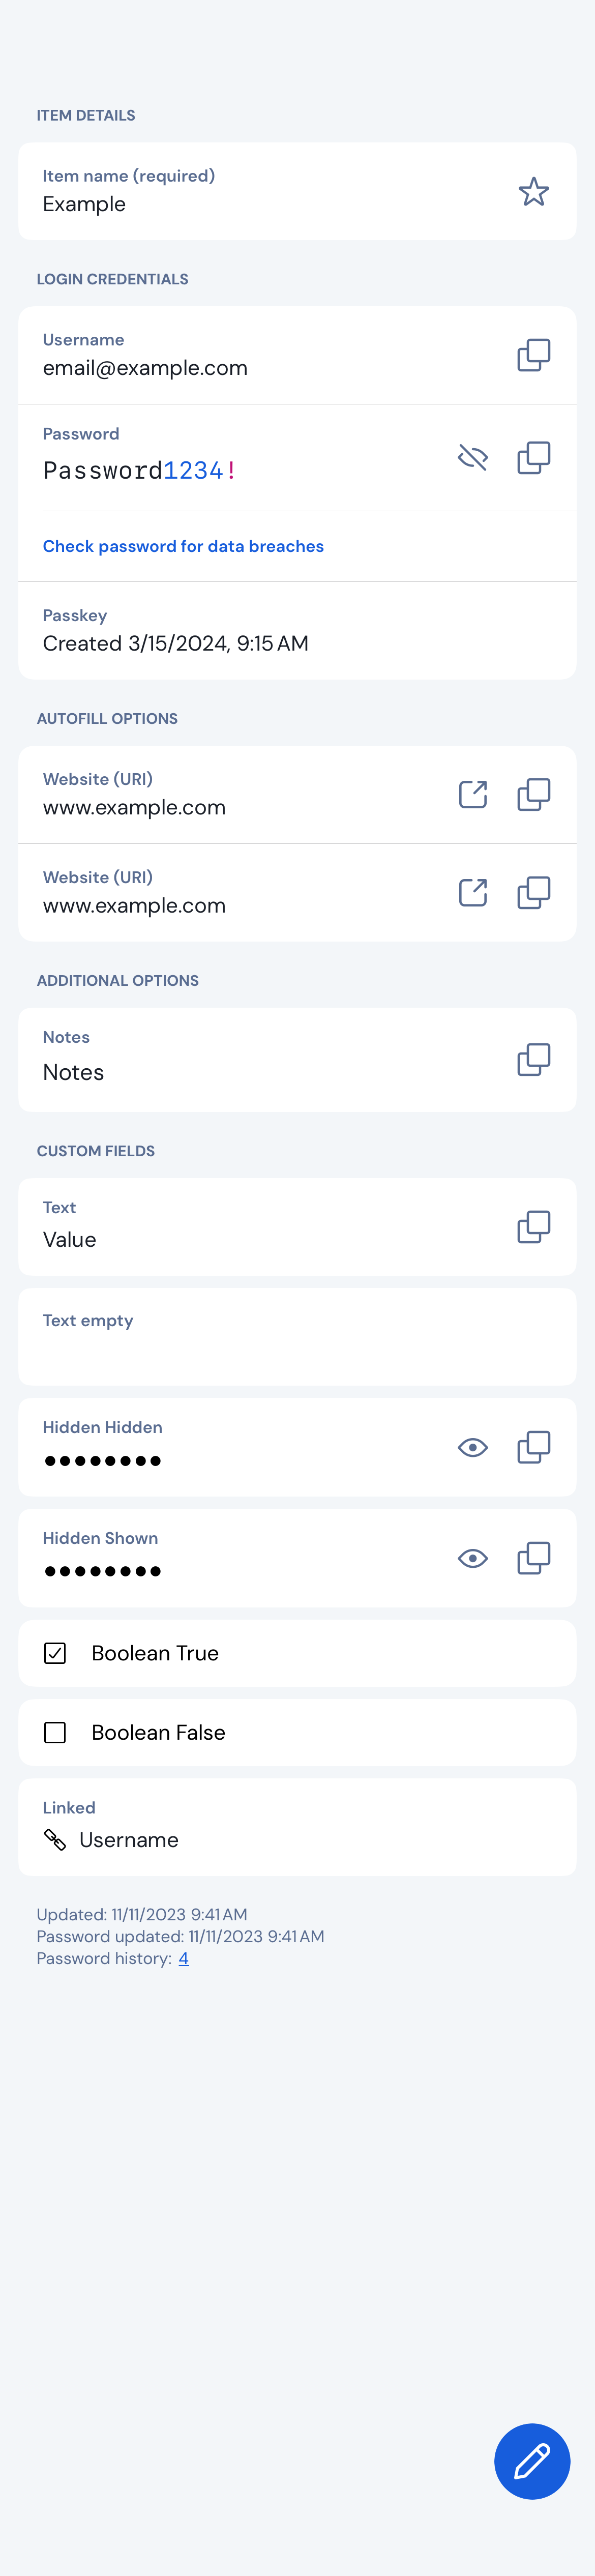 ITEM DETAILS
Item name (required)
Example
LOGIN CREDENTIALS
Username
email@example.com
Password
Password1234!
Check password for data breaches
Passkey
Created 3/15/2024, 9:15 AM
AUTOFILL OPTIONS
Website (URI)
www.example.com
Website (URI)
www.example.com
ADDITIONAL OPTIONS
Notes
Notes
CUSTOM FIELDS
Text
Value
Text empty
Hidden Hidden
••••••••
Hidden Shown
••••••••
Boolean True
Boolean False
Linked
Username
Updated: 11/11/2023 9:41 AM
Password updated: 11/11/2023 9:41 AM
Password history: 4